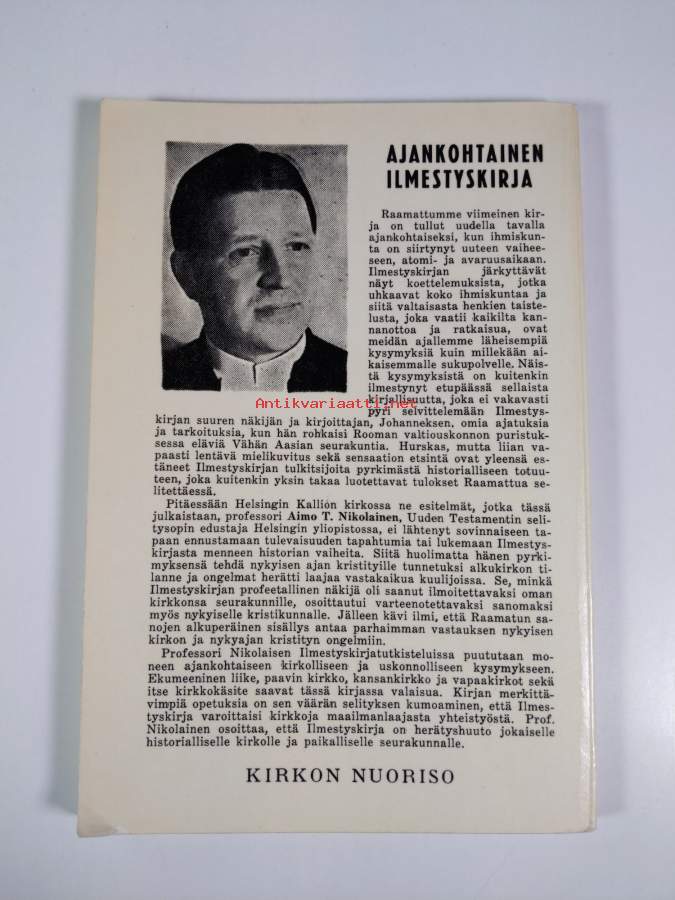 AJANKOHTAINEN
ILMESTYSKIRJA
Raamattumme viimeinen kir-
ja on tullut uudella tavalla
ajankohtaiseksi, kun ihmiskun-
ta on siirtynyt uuteen vaihee-
seen, atomi- ja avaruusaikaan.
Ilmestyskirjan järkyttävät
näyt koettelemuksista, jotka
uhkaavat koko ihmiskuntaa ja
siitä valtaisasta henkien taiste-
lusta, joka vaatii kaikilta kan-
nanottoa ja ratkaisua, ovat
meidän ajallemme läheisempiä
kysymyksiä kuin millekään ai-
kaisemmalle sukupolvelle. Näis-
tä kysymyksistä on kuitenkin
ilmestynyt etupäässä sellaista
kirjallisuutta, joka ei vakavasti
Antikvariaatti.net
pyri selvittelemään Ilmestys-
kirjan suuren näkijän ja kirjoittajan, Johanneksen, omia ajatuksia
ja tarkoituksia, kun hän rohkaisi Rooman valtiouskonnon puristuk-
sessa eläviä Vähän Aasian seurakuntia. Hurskas, mutta liian va-
paasti lentävä mielikuvitus sekä sensaation etsintä ovat yleensä es-
täneet Ilmestyskirjan tulkitsijoita pyrkimästä historialliseen totuu-
teen, joka kuitenkin yksin takaa luotettavat tulokset Raamattua se-
litettäessä.
Pitäessään Helsingin Kallion kirkossa ne esitelmät, jotka tässä
julkaistaan, professori Aimo T. Nikolainen, Uuden Testamentin seli-
tysopin edustaja Helsingin yliopistossa, ei lähtenyt sovinnaiseen ta-
paan ennustamaan tulevaisuuden tapahtumia tai lukemaan Ilmestys-
kirjasta menneen historian vaiheita. Siitä huolimatta hänen pyrki-
myksensä tehdä nykyisen ajan kristityille tunnetuksi alkukirkon ti-
lanne ja ongelmat herätti laajaa vastakaikua kuulijoissa. Se, minkä
Ilmestyskirjan profeetallinen näkijä oli saanut ilmoitettavaksi oman
kirkkonsa seurakunnille, osoittautui varteenotettavaksi sanomaksi
myös nykyiselle kristikunnalle. Jälleen kävi ilmi, että Raamatun sa-
nojen alkuperäinen sisällys antaa parhaimman vastauksen nykyisen
kirkon ja nykyajan kristityn ongelmiin.
Professori Nikolaisen Ilmestyskirjatutkisteluissa puututaan mo-
neen ajankohtaiseen kirkolliseen ja uskonnolliseen kysymykseen.
Ekumeeninen liike, paavin kirkko, kansankirkko ja vapaakirkot sekä
itse kirkkokäsite saavat tässä kirjassa valaisua. Kirjan merkittä-
vimpiä opetuksia on sen väärän selityksen kumoaminen, että Ilmes-
tyskirja varoittaisi kirkkoja maailmanlaajasta yhteistyöstä. Prof.
Nikolainen osoittaa, että Ilmestyskirja on herätyshuuto jokaiselle
historialliselle kirkolle ja paikalliselle seurakunnalle.
KIRKON NUORISO